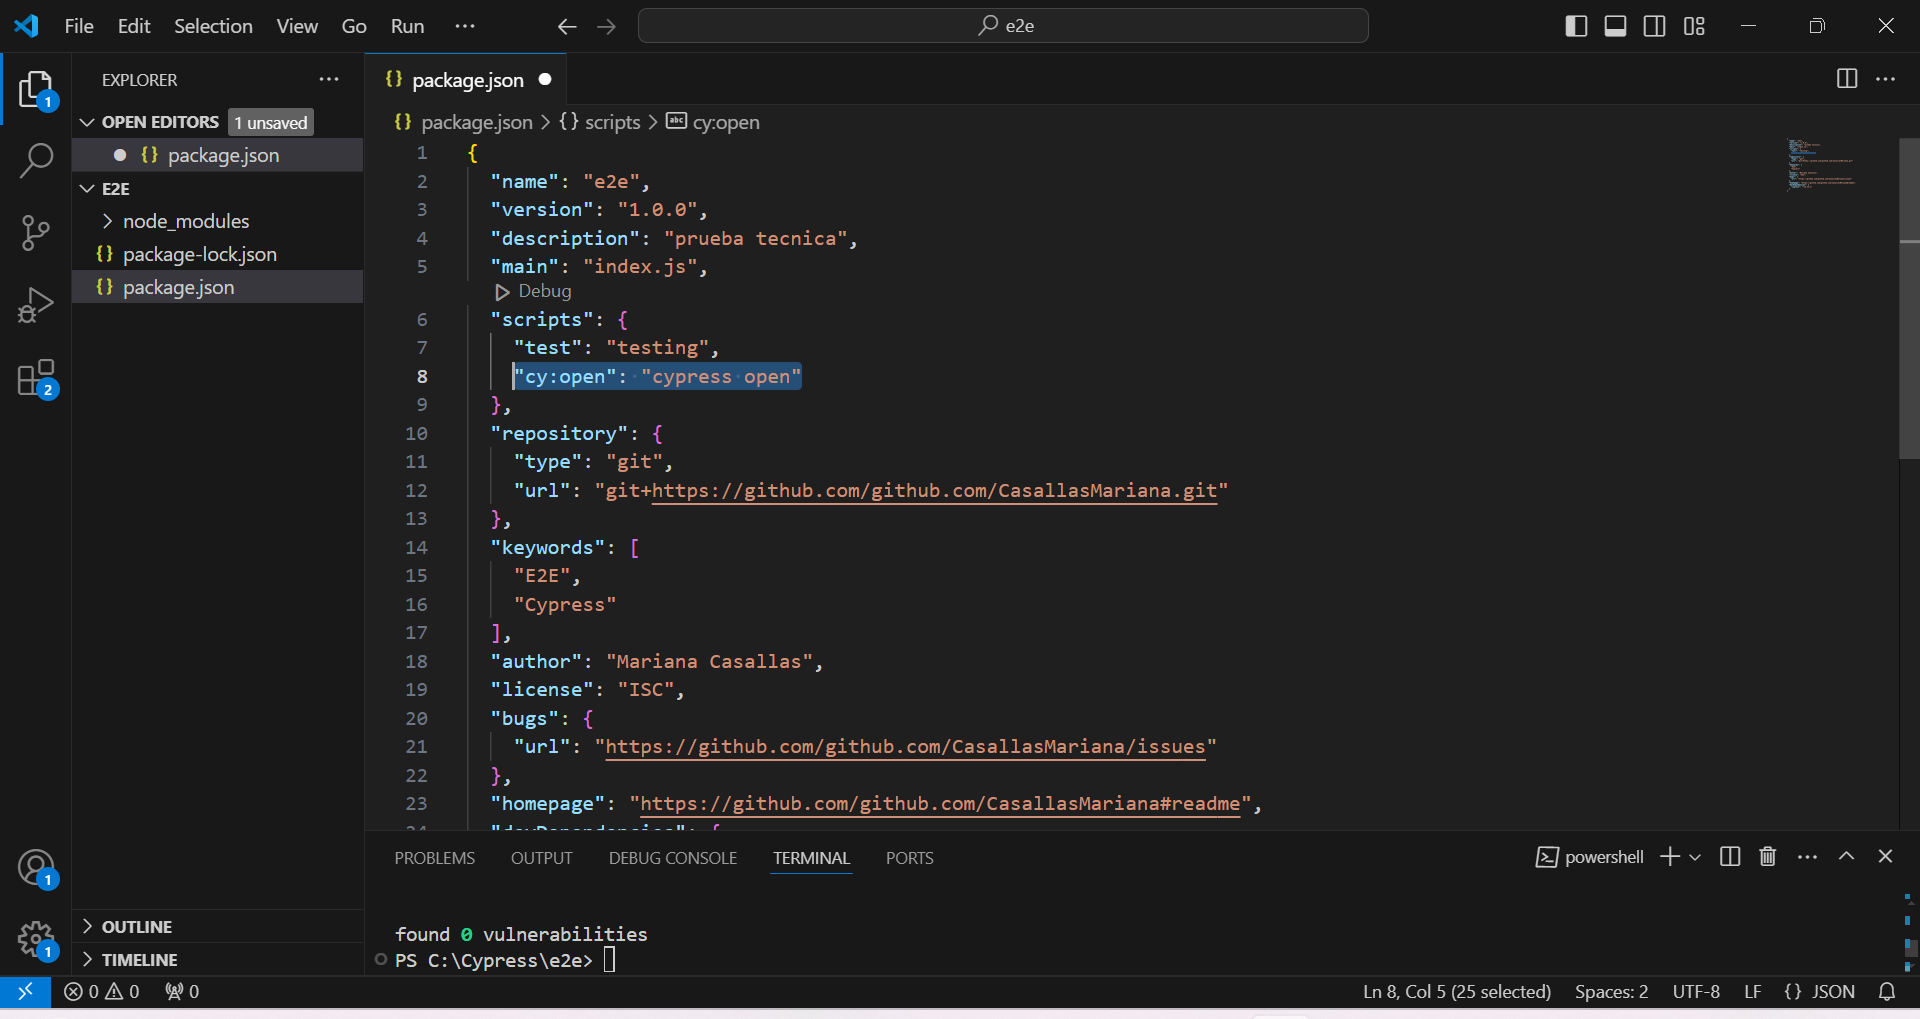 File Edit Selection View Go Run ···
e2e
EXPLORER ···
OPEN EDITORS 1 unsaved
{} package.json
E2E
node_modules
{} package-lock.json
{} package.json
OUTLINE
TIMELINE
{} package.json
{} package.json > {} scripts > abc cy:open
1 {
2 "name": "e2e",
3 "version": "1.0.0",
4 "description": "prueba tecnica",
5 "main": "index.js",
Debug
6 "scripts": {
7 "test": "testing",
8 "cy:open": "cypress open"
9 },
10 "repository": {
11 "type": "git",
12 "url": "git+https://github.com/github.com/CasallasMariana.git"
13 },
14 "keywords": [
15 "E2E",
16 "Cypress"
17 ],
18 "author": "Mariana Casallas",
19 "license": "ISC",
20 "bugs": {
21 "url": "https://github.com/github.com/CasallasMariana/issues"
22 },
23 "homepage": "https://github.com/github.com/CasallasMariana#readme",
PROBLEMS OUTPUT DEBUG CONSOLE TERMINAL PORTS
powershell
found 0 vulnerabilities
PS C:\Cypress\e2e>
1
2
1
1
0 0 0
Ln 8, Col 5 (25 selected) Spaces: 2 UTF-8 LF {} JSON